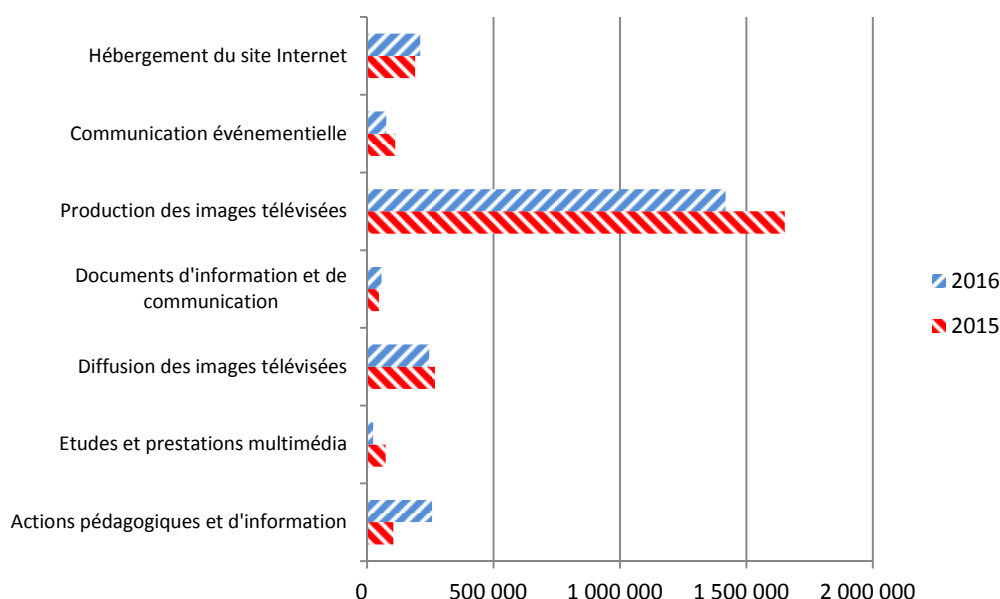 Hébergement du site Internet
Communication événementielle
Production des images télévisées
Documents d'information et de
communication
Diffusion des images télévisées
Etudes et prestations multimédia
Actions pédagogiques et d'information
0 500 000 1 000 000 1 500 000 2 000 000
2016
2015